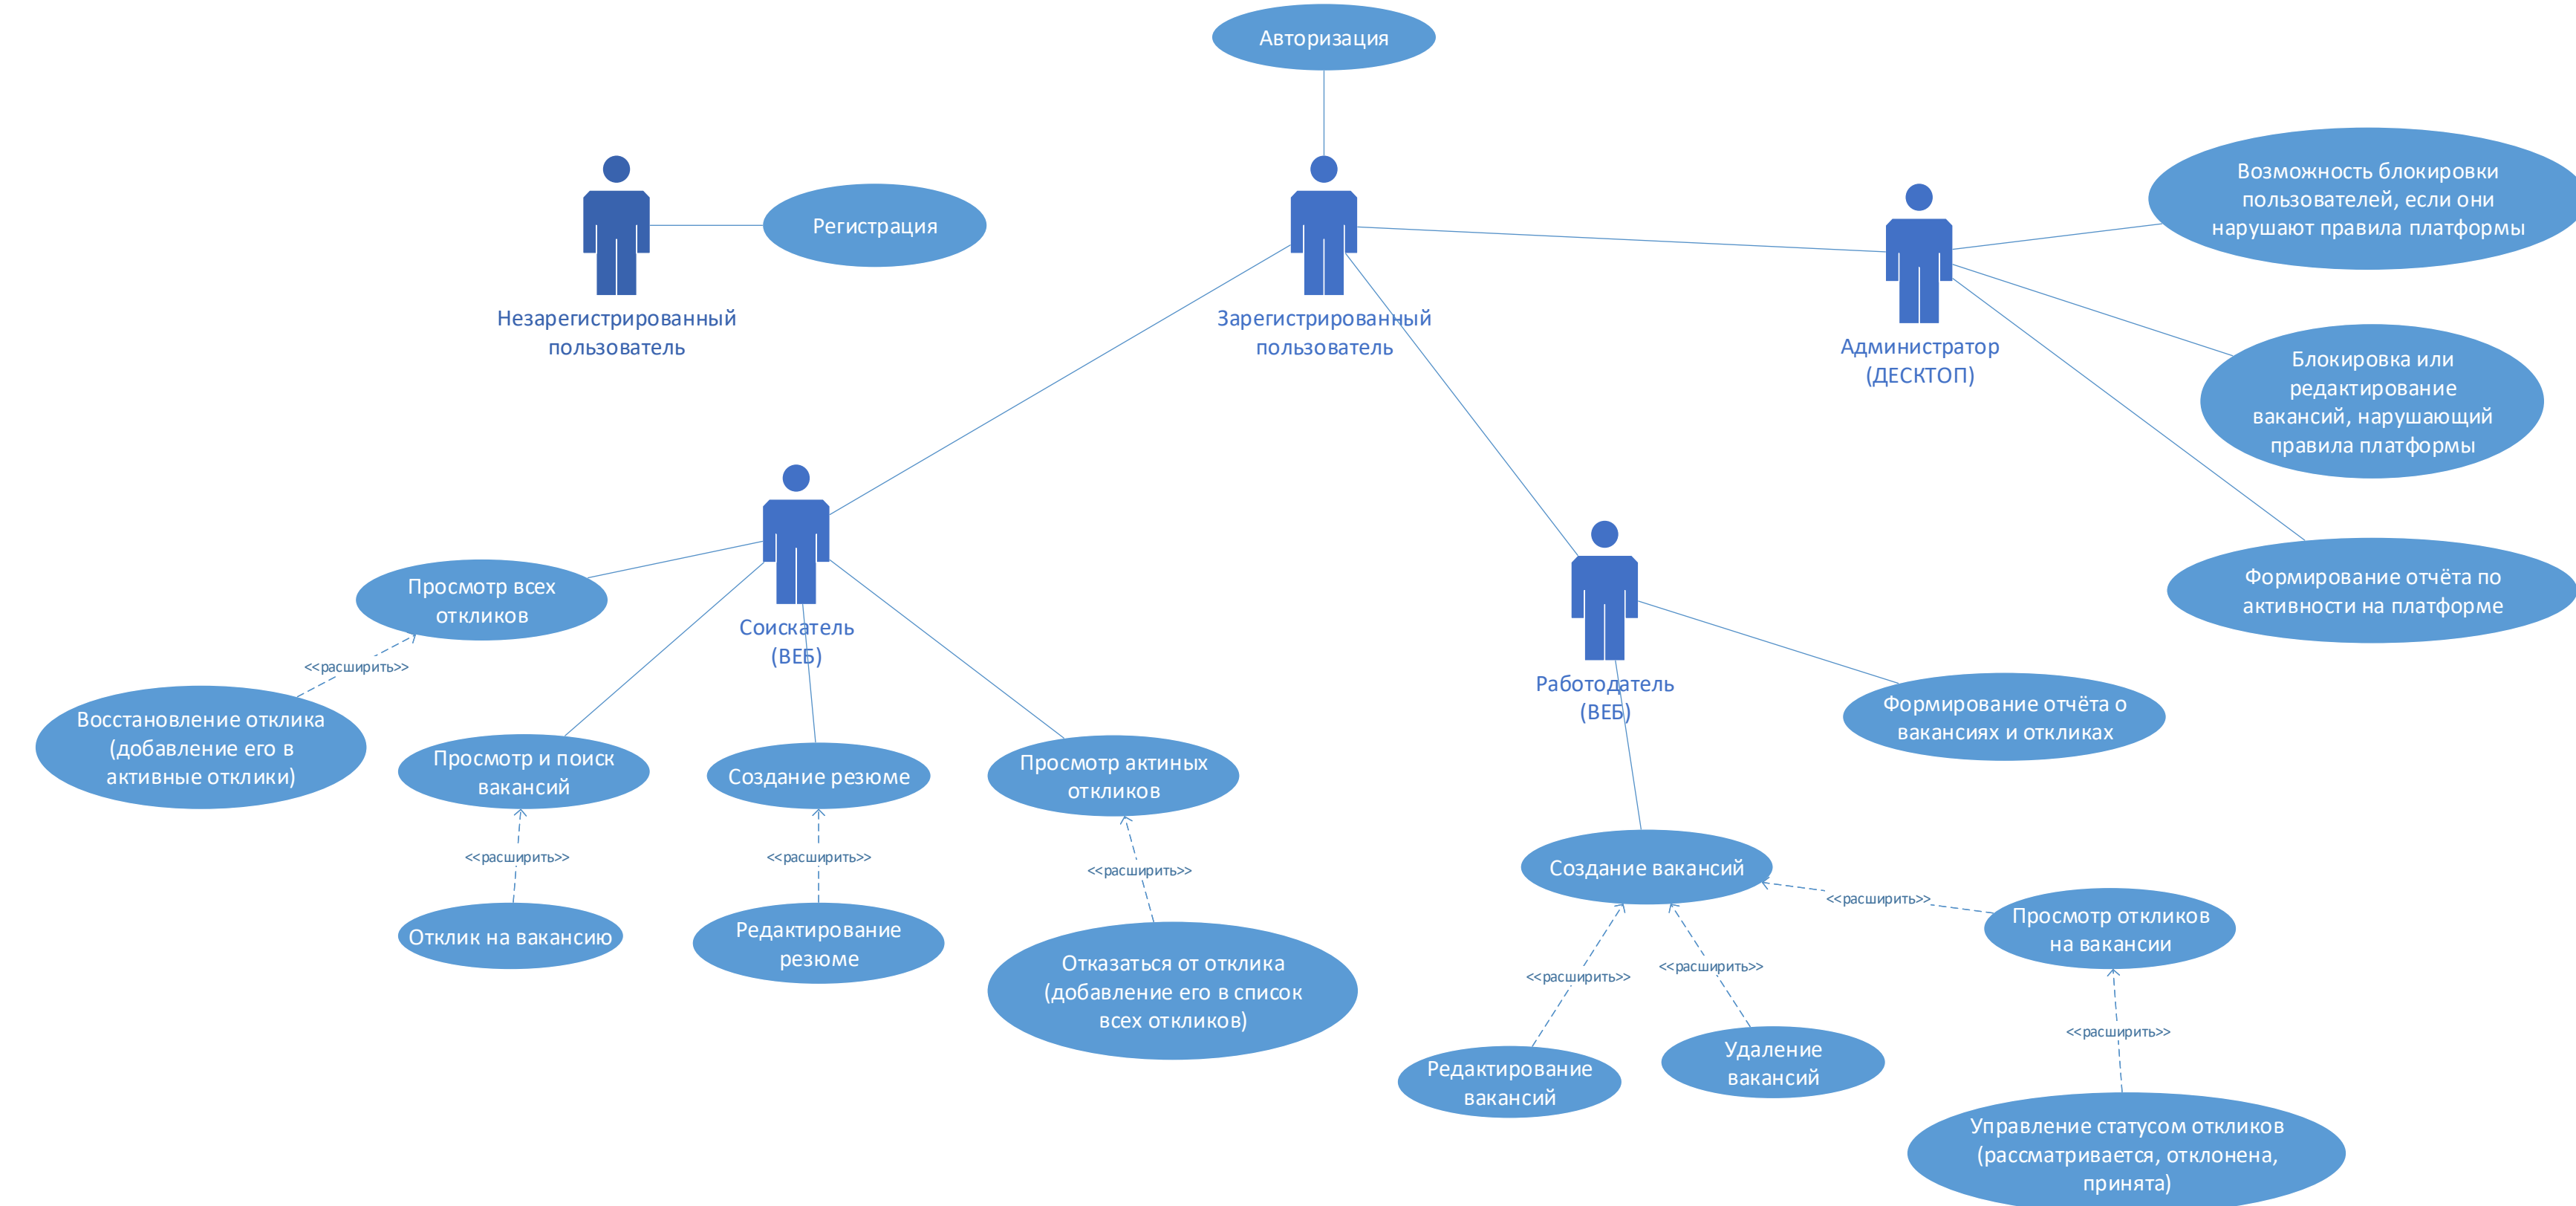 Авторизация
Возможность блокировки
пользователей, если они
нарушают правила платформы
Регистрация
Незарегистрированный
пользователь
Зарегистрированный
пользователь
Администратор
(ДЕСКТОП)
Блокировка или
редактирование
вакансий, нарушающий
правила платформы
Формирование отчёта по
активности на платформе
Просмотр всех
откликов
Соискатель
(ВЕБ)
<<расширить>>
Работодатель
(ВЕБ)
Формирование отчёта о
вакансиях и откликах
Восстановление отклика
(добавление его в
активные отклики)
Просмотр и поиск
вакансий
Создание резюме
Просмотр актиных
откликов
<<расширить>>
<<расширить>>
<<расширить>>
Создание вакансий
<<расширить>>
Просмотр откликов
на вакансии
Отклик на вакансию
Редактирование
резюме
Отказаться от отклика
(добавление его в список
всех откликов)
<<расширить>>
<<расширить>>
<<расширить>>
Редактирование
вакансий
Удаление
вакансий
Управление статусом откликов
(рассматривается, отклонена,
принята)